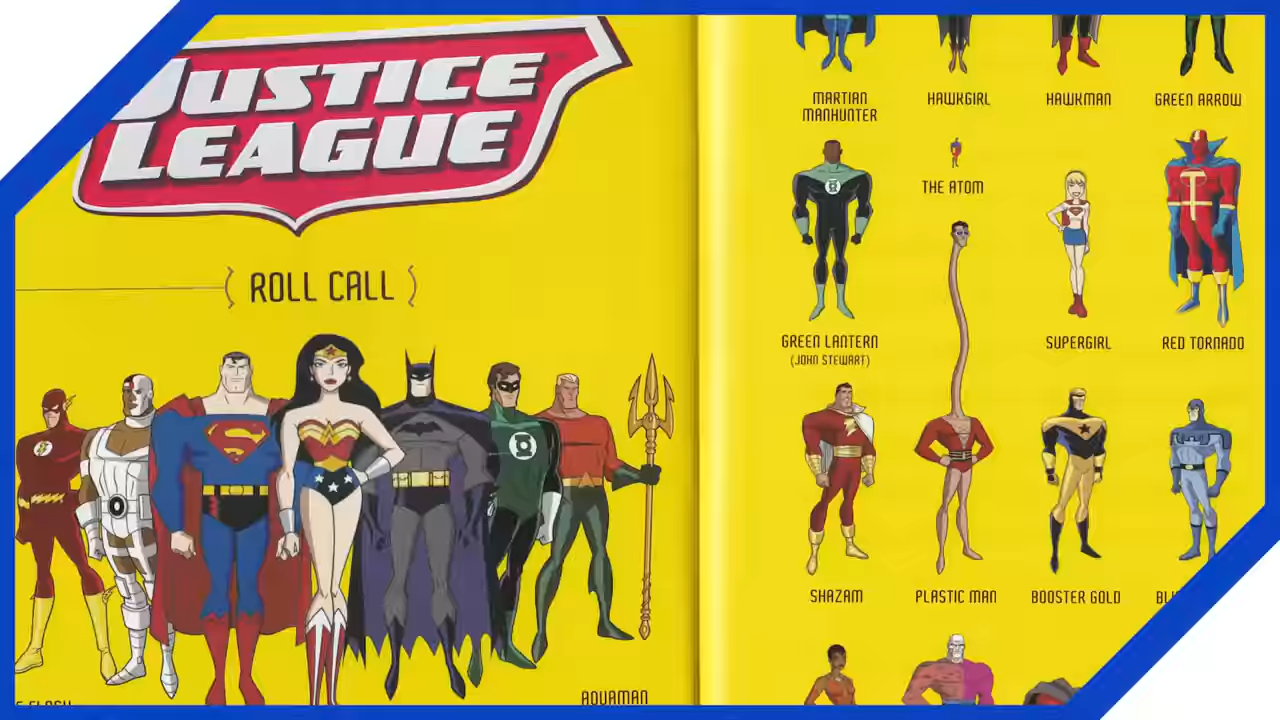 JUSTICE
LEAGUE
ROLL CALL
AQUAMAN
MARTIAN
MANHUNTER
HAWKGIRL
HAWKMAN
GREEN ARROW
THE ATOM
GREEN LANTERN
(JOHN STEWART)
SUPERGIRL
RED TORNADO
SHAZAM
PLASTIC MAN
BOOSTER GOLD